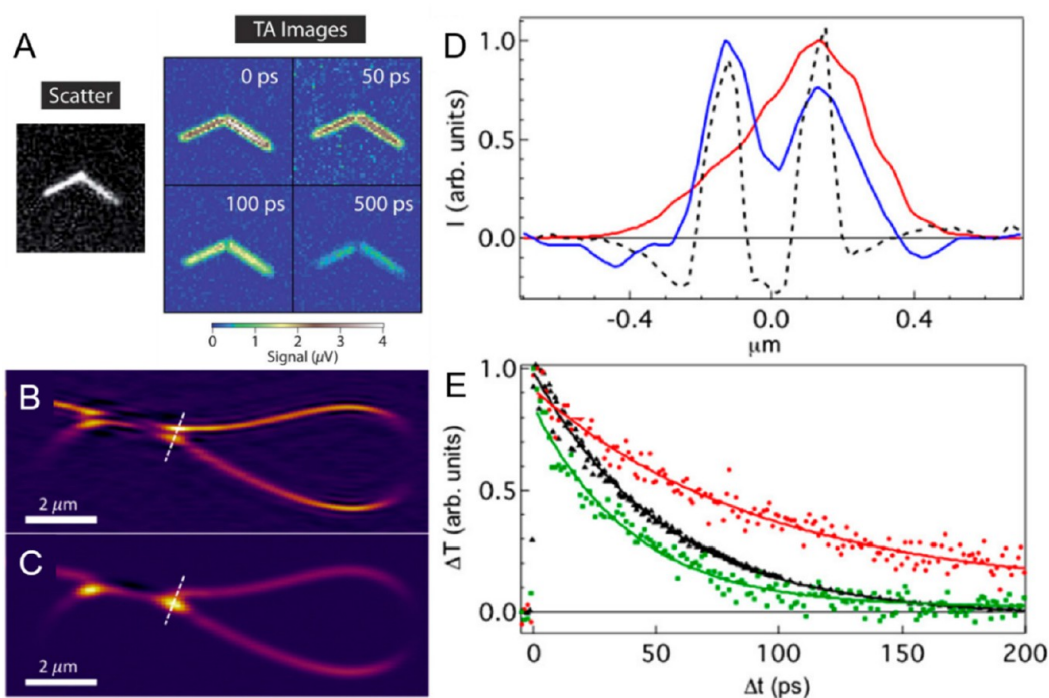 A
TA Images
Scatter
0 ps
50 ps
100 ps
500 ps
0 1 2 3 4
Signal (μV)
B
2 μm
C
2 μm
D
I (arb. units)
1.0
0.5
0.0
-0.4 0.0 0.4
μm
E
ΔT (arb. units)
1.0
0.5
0.0
0 50 100 150 200
Δt (ps)